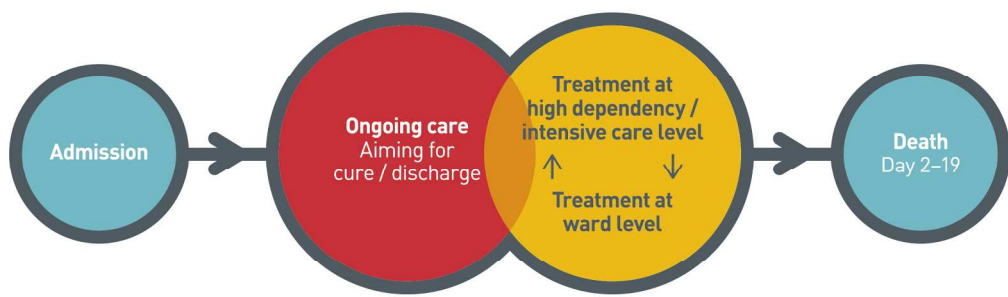 Admission
Ongoing care
Aiming for
cure / discharge
Treatment at
high dependency /
intensive care level
Treatment at
ward level
Death
Day 2–19